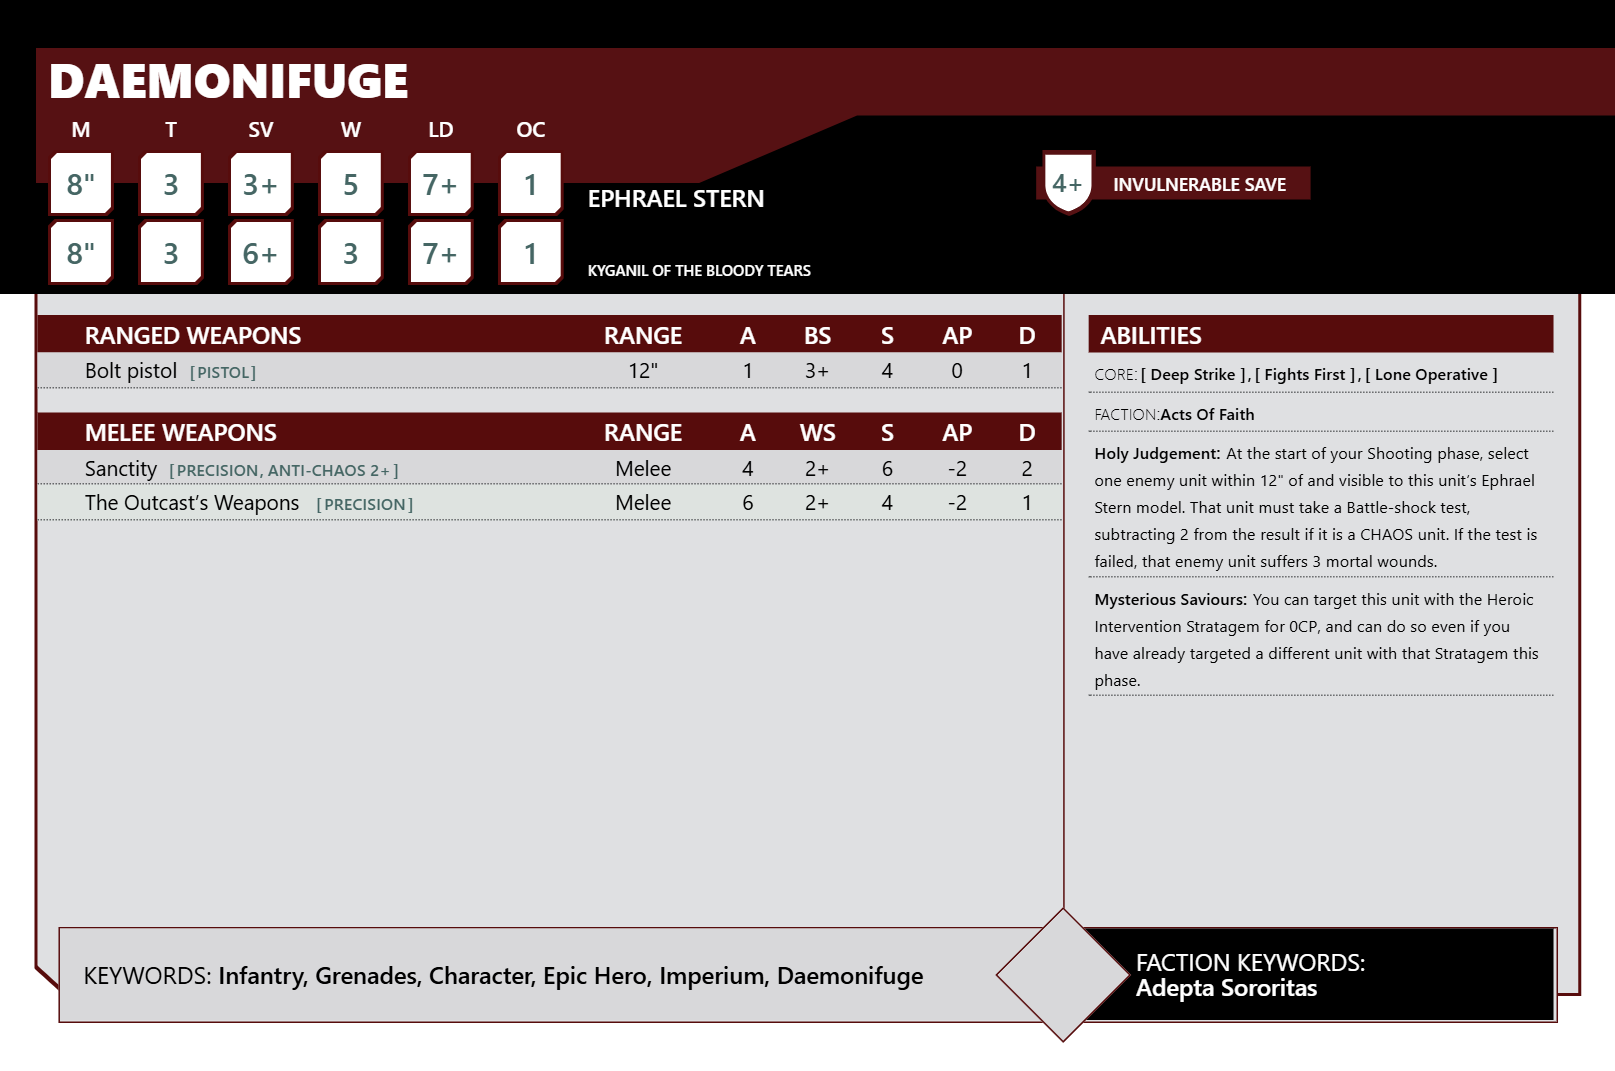 DAEMONIFUGE
M T SV W LD OC
8" 3 3+ 5 7+ 1 EPHRAEL STERN 4+ INVULNERABLE SAVE
8" 3 6+ 3 7+ 1 KYGANIL OF THE BLOODY TEARS
RANGED WEAPONS RANGE A BS S AP D
Bolt pistol [PISTOL] 12" 1 3+ 4 0 1
MELEE WEAPONS RANGE A WS S AP D
Sanctity [PRECISION, ANTI-CHAOS 2+] Melee 4 2+ 6 -2 2
The Outcast's Weapons [PRECISION] Melee 6 2+ 4 -2 1
ABILITIES
CORE: [ Deep Strike ], [ Fights First ], [ Lone Operative ]
FACTION:Acts Of Faith
Holy Judgement: At the start of your Shooting phase, select
one enemy unit within 12" of and visible to this unit's Ephrael
Stern model. That unit must take a Battle-shock test,
subtracting 2 from the result if it is a CHAOS unit. If the test is
failed, that enemy unit suffers 3 mortal wounds.
Mysterious Saviours: You can target this unit with the Heroic
Intervention Stratagem for 0CP, and can do so even if you
have already targeted a different unit with that Stratagem this
phase.
KEYWORDS: Infantry, Grenades, Character, Epic Hero, Imperium, Daemonifuge
FACTION KEYWORDS:
Adepta Sororitas